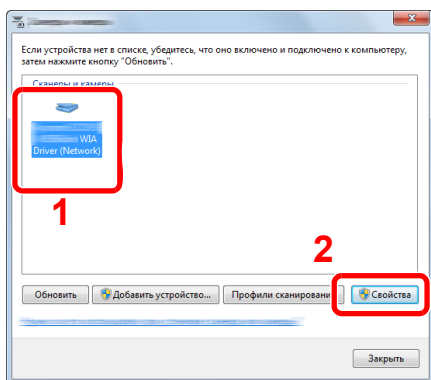 Если устройства нет в списке, убедитесь, что оно включено и подключено к компьютеру,
затем нажмите кнопку "Обновить".
Сканеры и камеры
WIA
Driver (Network)
1
2
Обновить
Добавить устройство...
Профили сканировани
Свойства
Закрыть